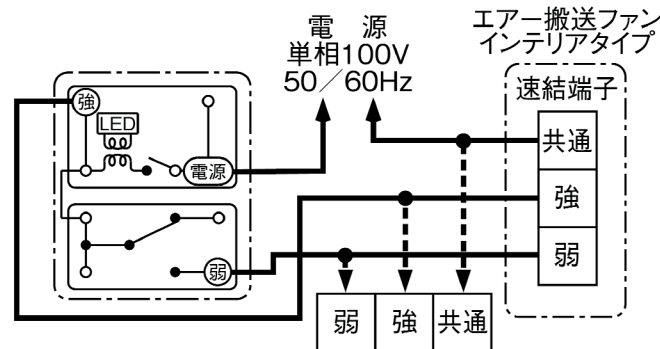 電 源
単相100V
50／60Hz
エアー搬送ファン
インテリアタイプ
速結端子
共通
強
弱
強
LED
電源
弱
弱
強
共通